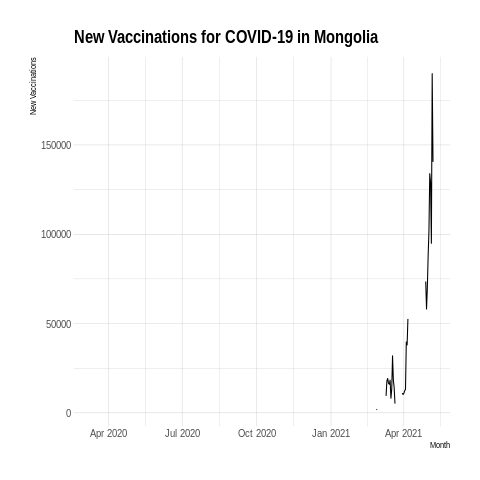 New Vaccinations for COVID-19 in Mongolia
New Vaccinations
150000
100000
50000
0
Apr 2020 Jul 2020 Oct 2020 Jan 2021 Apr 2021
Month